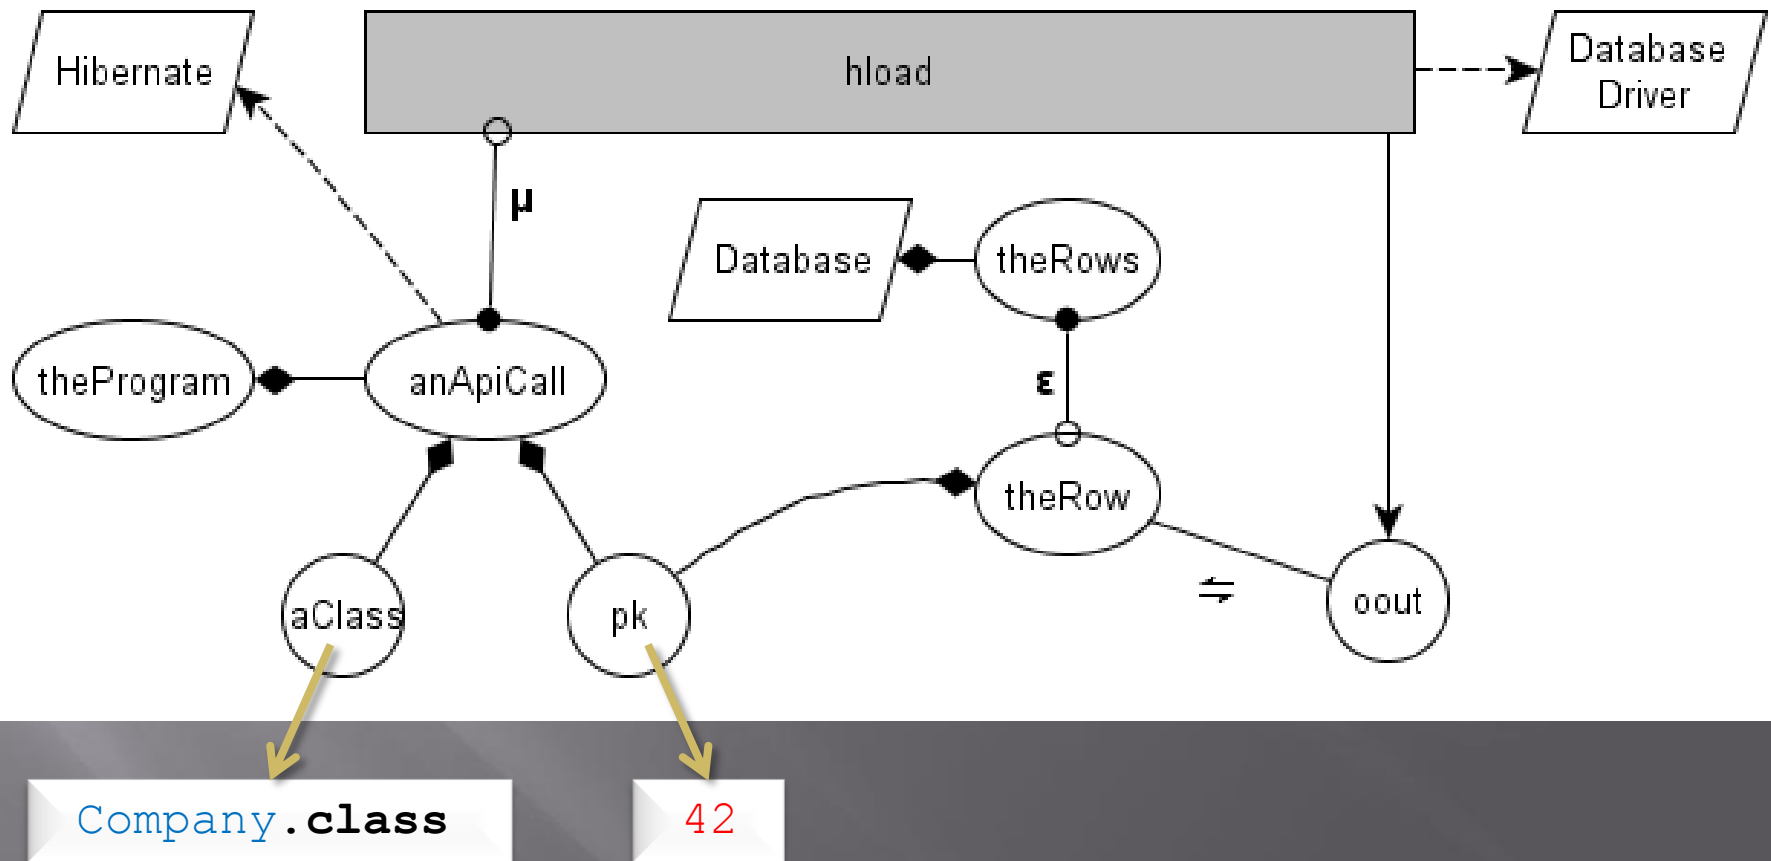 Hibernate
hload
Database
Driver
μ
Database
theRows
theProgram
anApiCall
ε
theRow
⇋
oout
aClass
pk
Company.class
42